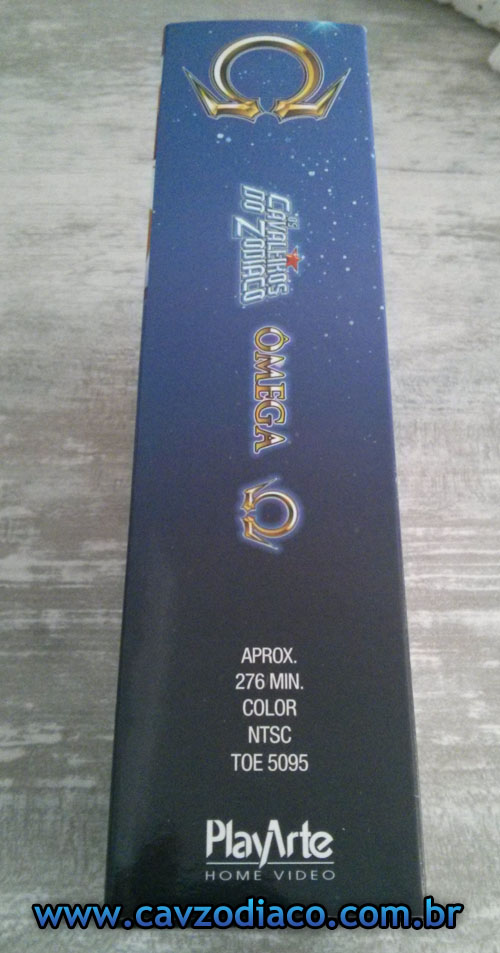 OS
CAVALEIROS
DO ZODÍACO
ÔMEGA
Ω
APROX.
276 MIN.
COLOR
NTSC
TOE 5095
PlayArte
HOME VIDEO
www.cavzodiaco.com.br